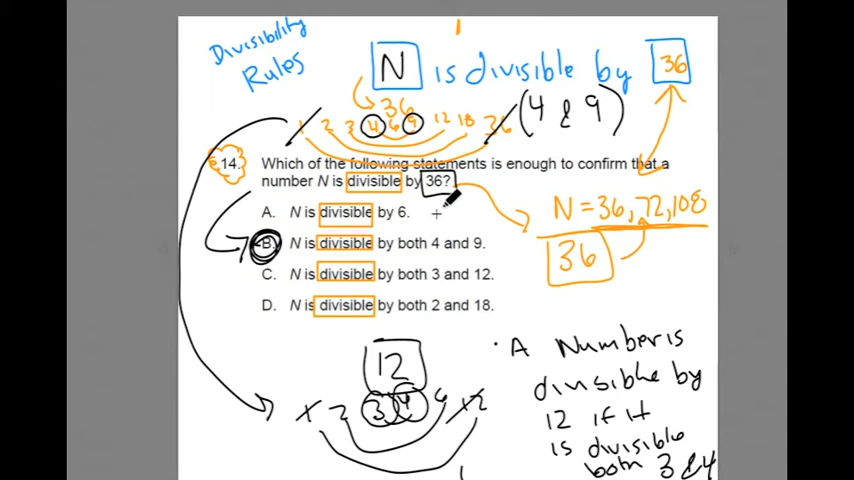 Divisibility
Rules
N is divisible by 36
36
1 2 3 4 6 9 12 18 36
(4 & 9)
14. Which of the following statements is enough to confirm that a
number N is divisible by 36?
A. N is divisible by 6.
B. N is divisible by both 4 and 9.
C. N is divisible by both 3 and 12.
D. N is divisible by both 2 and 18.
N = 36, 72, 108
36
12
1 2 3 4 6 12
· A Number is
divisible by
12 if it
is divisible
both 3 & 4